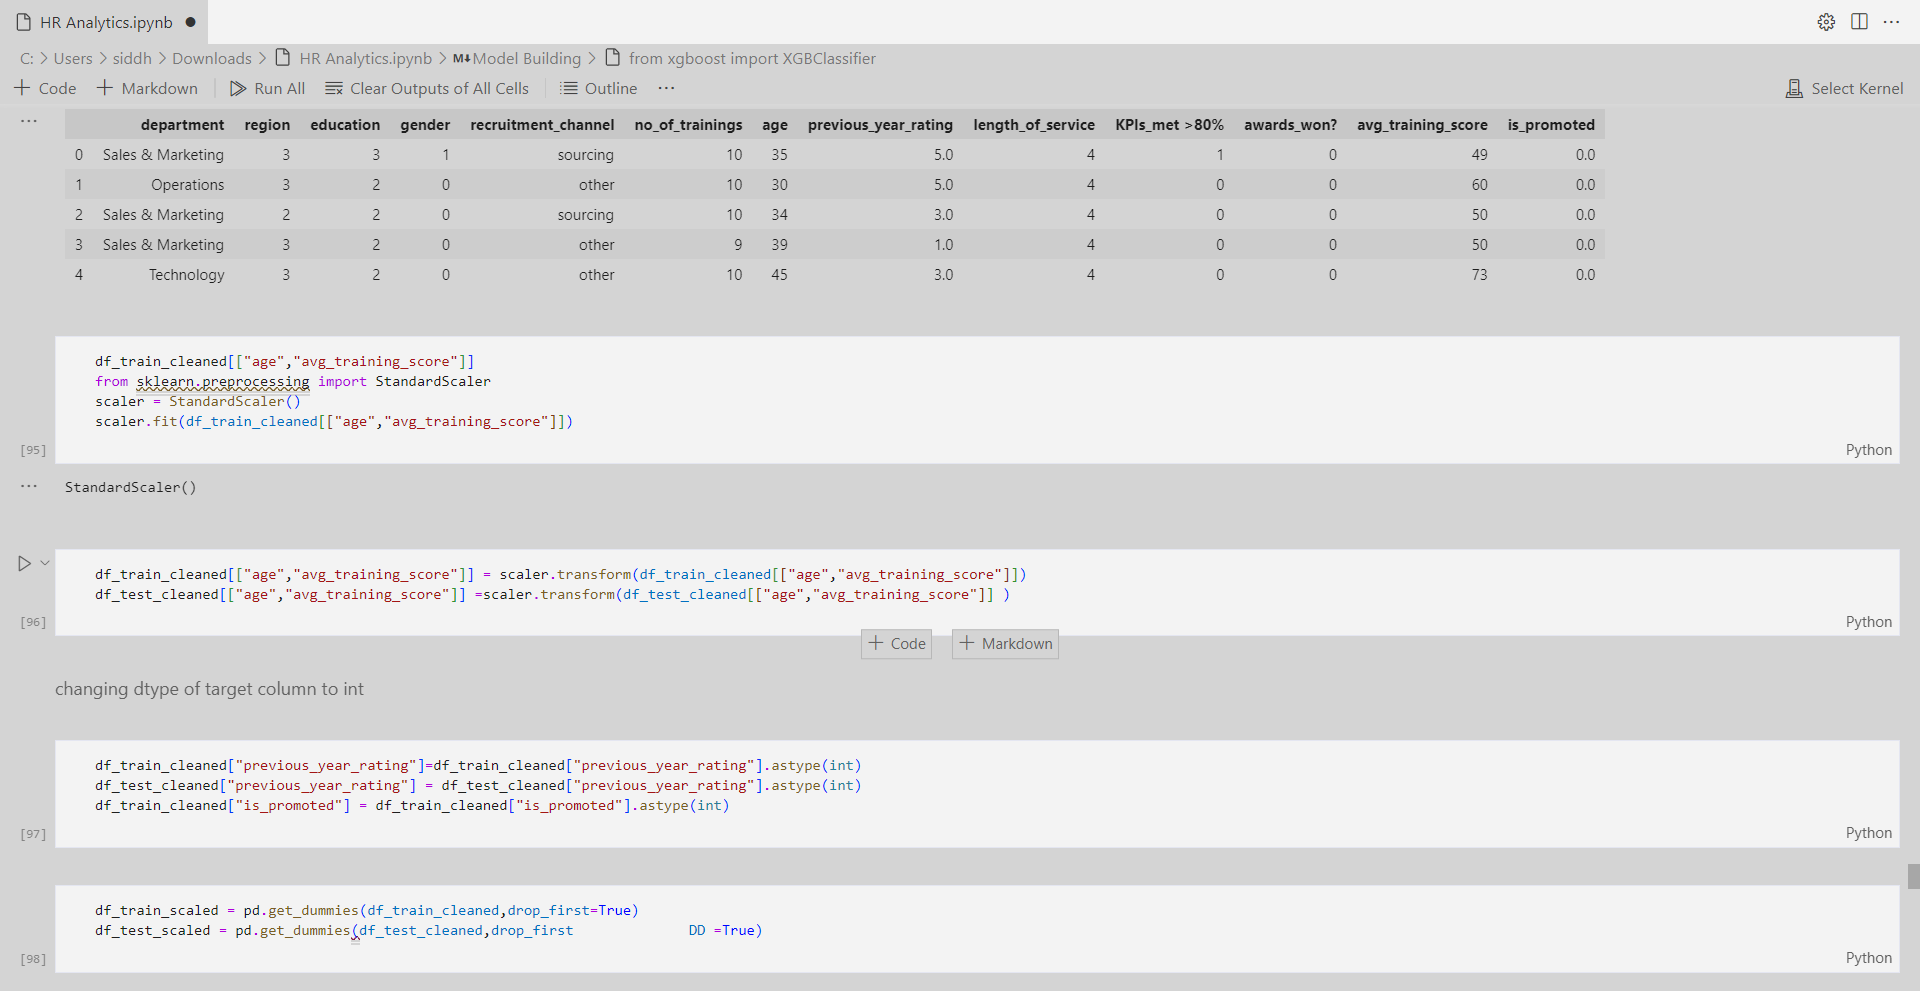 HR Analytics.ipynb
C: > Users > siddh > Downloads > HR Analytics.ipynb > M↓ Model Building > from xgboost import XGBClassifier
+ Code + Markdown Run All Clear Outputs of All Cells Outline ··· Select Kernel
department region education gender recruitment_channel no_of_trainings age previous_year_rating length_of_service KPIs_met >80% awards_won? avg_training_score is_promoted
0 Sales & Marketing 3 3 1 sourcing 10 35 5.0 4 1 0 49 0.0
1 Operations 3 2 0 other 10 30 5.0 4 0 0 60 0.0
2 Sales & Marketing 2 2 0 sourcing 10 34 3.0 4 0 0 50 0.0
3 Sales & Marketing 3 2 0 other 9 39 1.0 4 0 0 50 0.0
4 Technology 3 2 0 other 10 45 3.0 4 0 0 73 0.0
df_train_cleaned[["age","avg_training_score"]]
from sklearn.preprocessing import StandardScaler
scaler = StandardScaler()
scaler.fit(df_train_cleaned[["age","avg_training_score"]])
[95] Python
StandardScaler()
df_train_cleaned[["age","avg_training_score"]] = scaler.transform(df_train_cleaned[["age","avg_training_score"]])
df_test_cleaned[["age","avg_training_score"]] =scaler.transform(df_test_cleaned[["age","avg_training_score"]] )
[96] Python
+ Code + Markdown
changing dtype of target column to int
df_train_cleaned["previous_year_rating"]=df_train_cleaned["previous_year_rating"].astype(int)
df_test_cleaned["previous_year_rating"] = df_test_cleaned["previous_year_rating"].astype(int)
df_train_cleaned["is_promoted"] = df_train_cleaned["is_promoted"].astype(int)
[97] Python
df_train_scaled = pd.get_dummies(df_train_cleaned,drop_first=True)
df_test_scaled = pd.get_dummies(df_test_cleaned,drop_first DD =True)
[98] Python